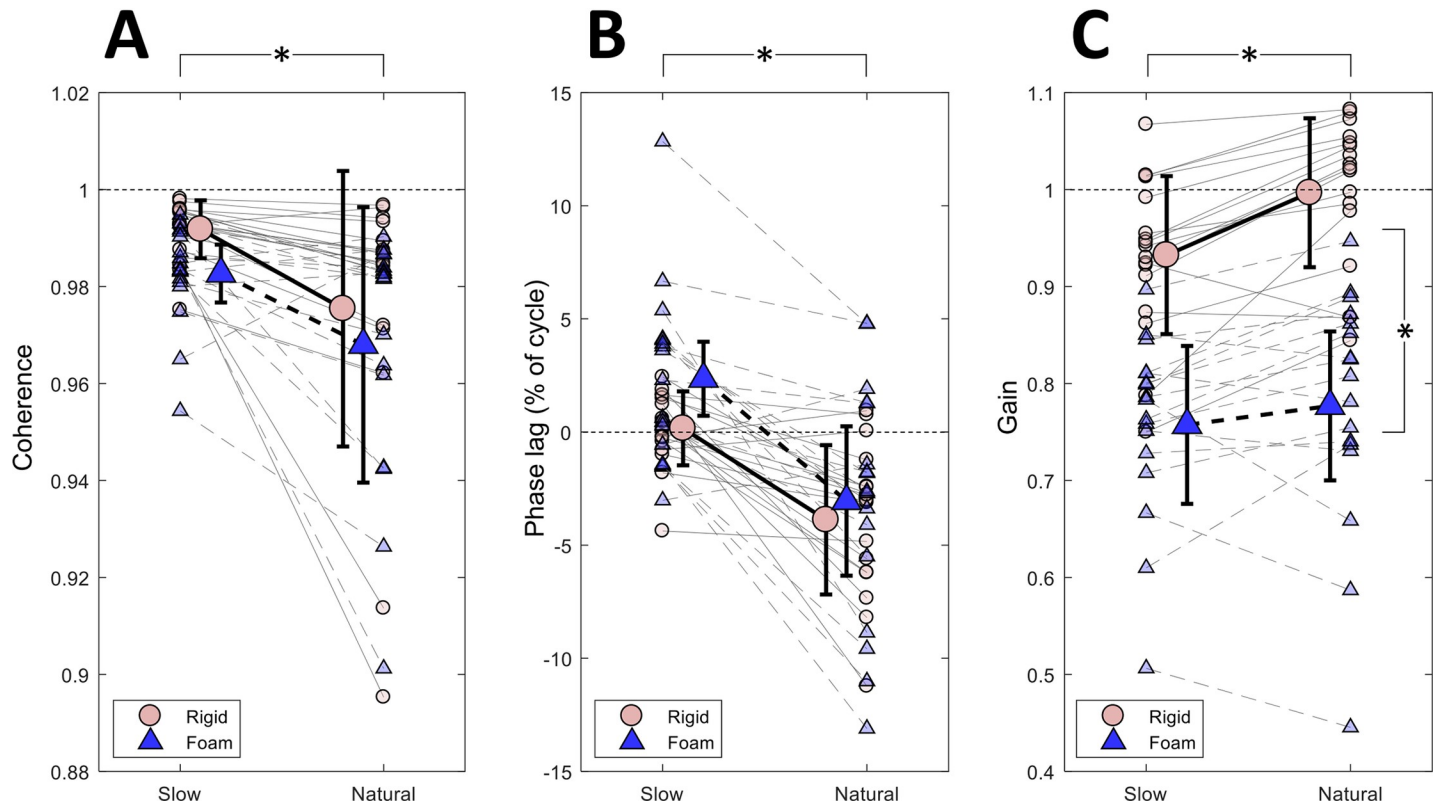 A
*
Coherence
1.02
1
0.98
0.96
0.94
0.92
0.9
0.88
Rigid
Foam
Slow Natural
B
*
Phase lag (% of cycle)
15
10
5
0
-5
-10
-15
Rigid
Foam
Slow Natural
C
*
Gain
1.1
1
0.9
0.8
0.7
0.6
0.5
0.4
*
Rigid
Foam
Slow Natural